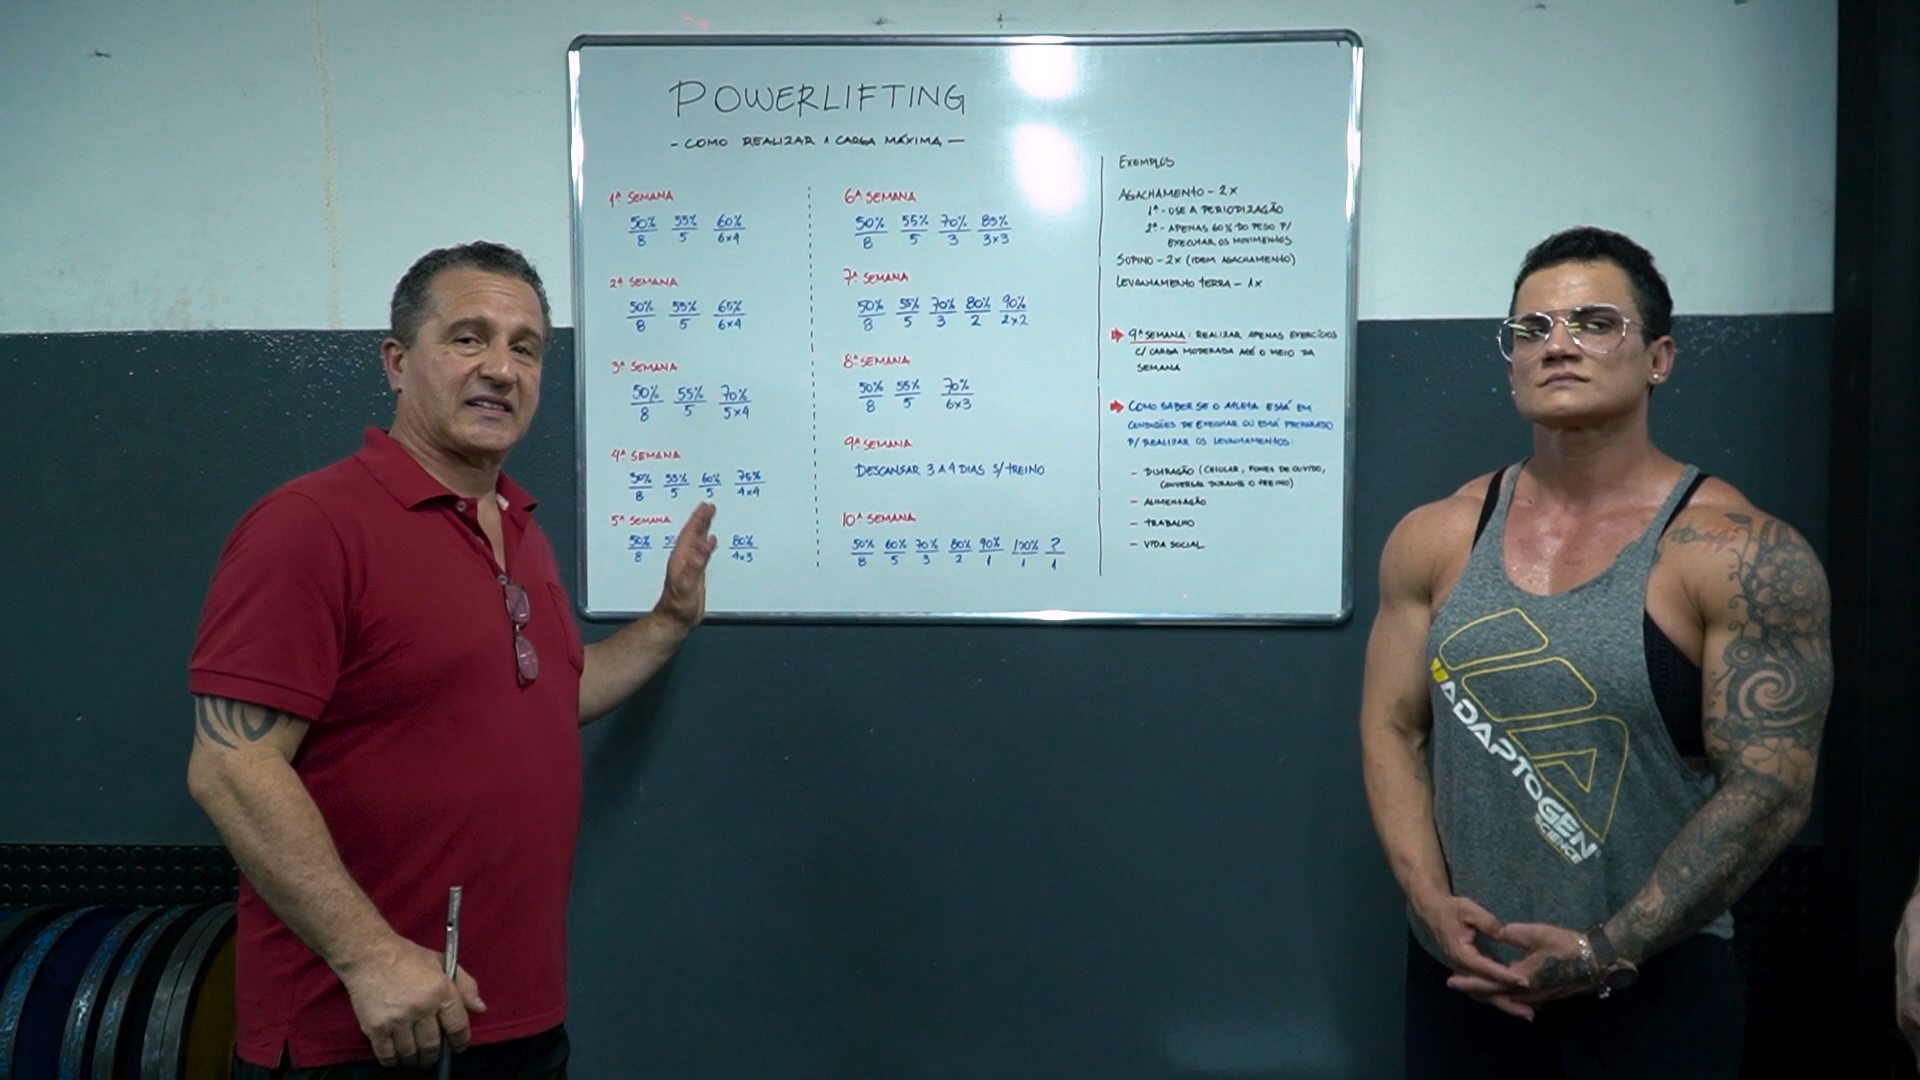 POWERLIFTING
- COMO REALIZAR A CARGA MÁXIMA -
1ª SEMANA
50% 55% 60%
8 5 6x4
2ª SEMANA
50% 55% 65%
8 5 6x4
3ª SEMANA
50% 55% 70%
8 5 5x4
4ª SEMANA
50% 55% 60% 75%
8 5 5 4x4
5ª SEMANA
50% 80%
8 4x3
6ª SEMANA
50% 55% 70% 85%
8 5 3 3x3
7ª SEMANA
50% 55% 70% 80% 90%
8 5 3 2 2x2
8ª SEMANA
50% 55% 70%
8 5 6x3
9ª SEMANA
DESCANSAR 3 A 4 DIAS S/ TREINO
10ª SEMANA
50% 60% 70% 80% 90% 100% ?
8 5 3 2 1 1 1
EXEMPLOS
AGACHAMENTO - 2x
1ª - USE A PERIODIZAÇÃO
2ª - APENAS 60% DO PESO P/
EXECUTAR OS MOVIMENTOS
SUPINO - 2x (IDEM AGACHAMENTO)
LEVANTAMENTO TERRA - 1x
9ª SEMANA: REALIZAR APENAS EXERCÍCIOS
C/ CARGA MODERADA ATÉ O MEIO DA
SEMANA
COMO SABER SE O ATLETA ESTÁ EM
CONDIÇÕES DE EXECUTAR OU ESTÁ PREPARADO
P/ REALIZAR OS LEVANTAMENTOS:
- DISTRAÇÃO (CELULAR, FONES DE OUVIDO,
CONVERSAR DURANTE O TREINO)
- ALIMENTAÇÃO
- TRABALHO
- VIDA SOCIAL
ADAPTOGEN
SCIENCE